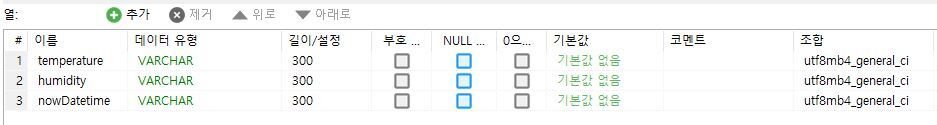 열: 추가 제거 위로 아래로
# 이름 데이터 유형 길이/설정 부호 ... NULL ... 0으... 기본값 코멘트 조합
1 temperature VARCHAR 300 기본값 없음 utf8mb4_general_ci
2 humidity VARCHAR 300 기본값 없음 utf8mb4_general_ci
3 nowDatetime VARCHAR 300 기본값 없음 utf8mb4_general_ci